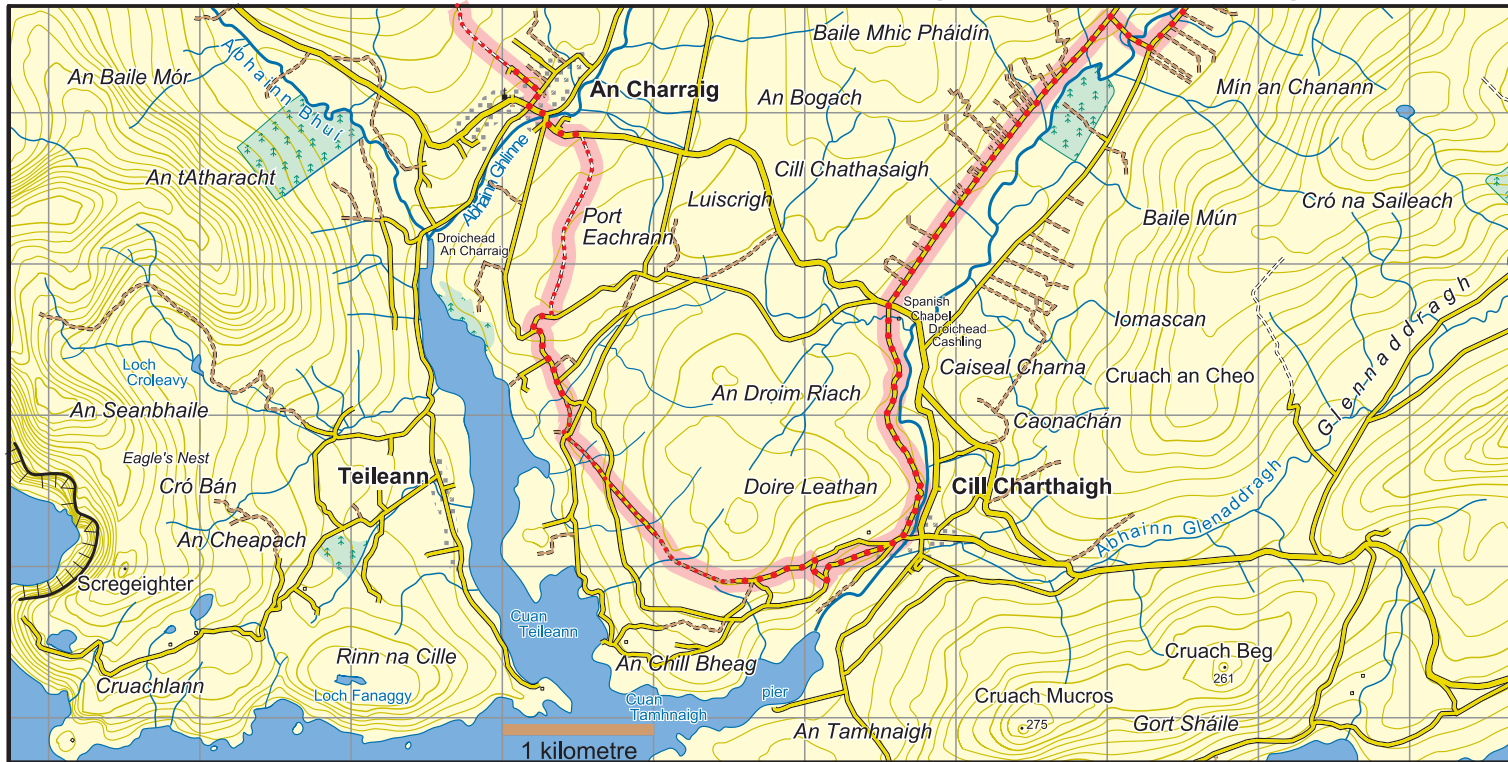 Baile Mhic Pháidín
An Baile Mór
Abhainn Bhuí
An Charraig
An Bogach
Mín an Chanann
An tAtharacht
Abhainn Ghlinne
Cill Chathasaigh
Luiscrigh
Cró na Saileach
Port
Eachrann
Baile Mún
Droichead
An Charraig
Spanish
Chapel
Droichead
Cashling
Iomascan
Glennaddragh
Loch
Croleavy
Caiseal Charna
Cruach an Cheo
An Droim Riach
An Seanbhaile
Caonachán
Eagle's Nest
Cró Bán
Teileann
Doire Leathan
Cill Charthaigh
Abhainn Glenaddragh
An Cheapach
Scregeighter
Cuan
Teileann
Rinn na Cille
An Chill Bheag
Cruach Beg
261
Cruachlann
Loch Fanaggy
Cuan
Tamhnaigh
pier
Cruach Mucros
275
Gort Sháile
An Tamhnaigh
1 kilometre